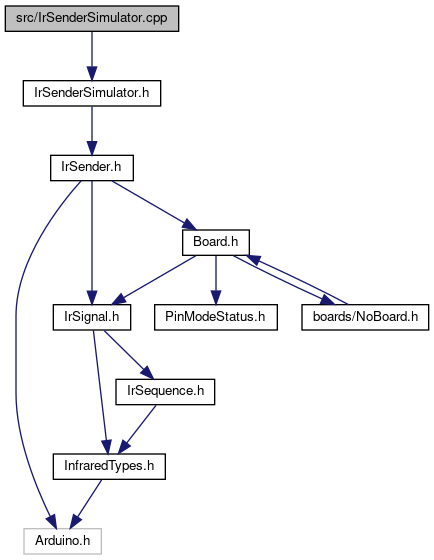 src/IrSenderSimulator.cpp
IrSenderSimulator.h
IrSender.h
Board.h
IrSignal.h
PinModeStatus.h
boards/NoBoard.h
IrSequence.h
InfraredTypes.h
Arduino.h